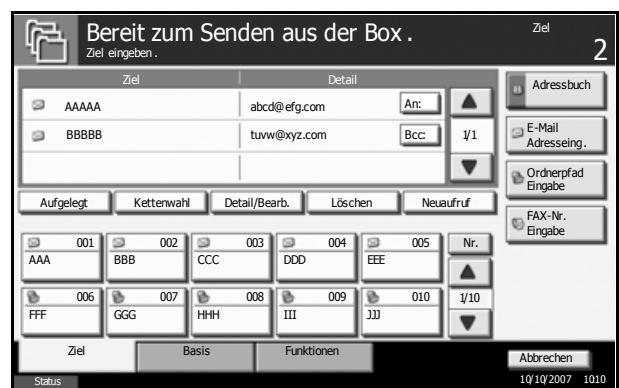 Bereit zum Senden aus der Box.
Ziel eingeben.
Ziel
2
Ziel Detail
AAAAA abcd@efg.com An:
BBBBB tuvw@xyz.com Bcc: 1/1
Adressbuch
E-Mail
Adresseing.
Ordnerpfad
Eingabe
FAX-Nr.
Eingabe
Aufgelegt Kettenwahl Detail/Bearb. Löschen Neuaufruf
001 002 003 004 005 Nr.
AAA BBB CCC DDD EEE
006 007 008 009 010 1/10
FFF GGG HHH III JJJ
Ziel Basis Funktionen
Abbrechen
Status 10/10/2007 1010